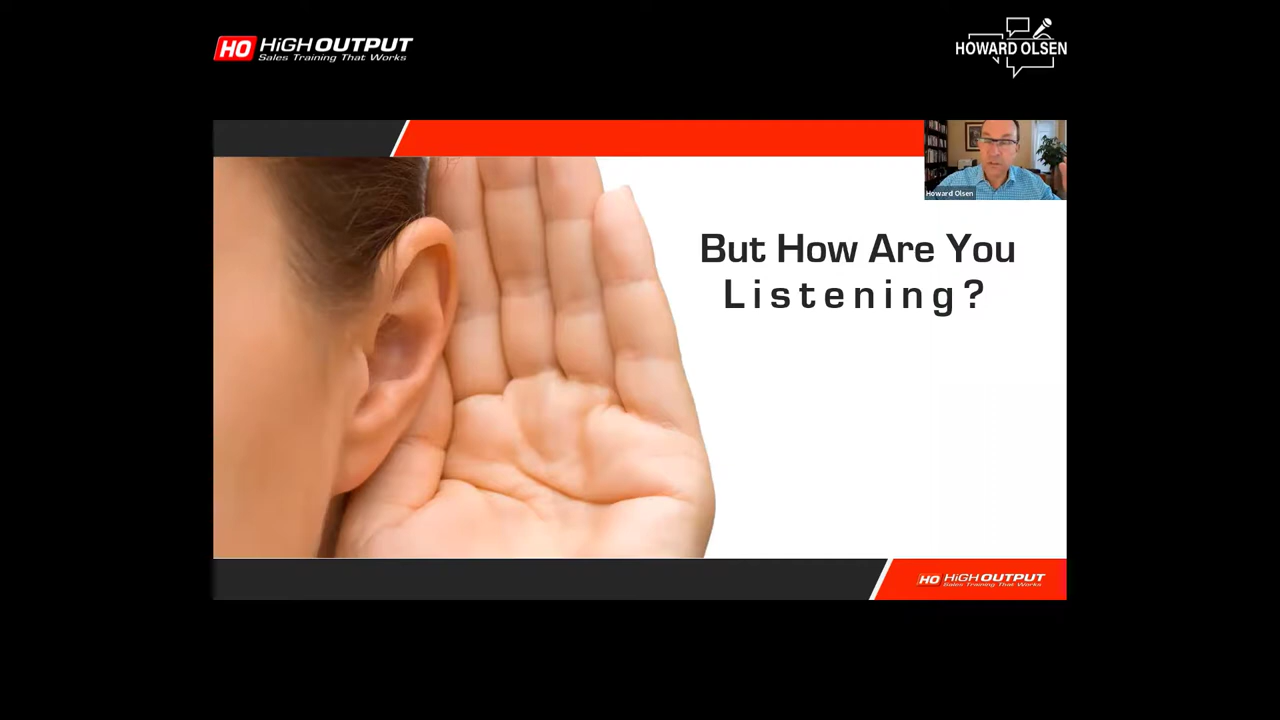 HO HiGH OUTPUT
Sales Training That Works
HOWARD OLSEN
Howard Olsen
But How Are You
Listening?
HO HiGH OUTPUT
Sales Training That Works